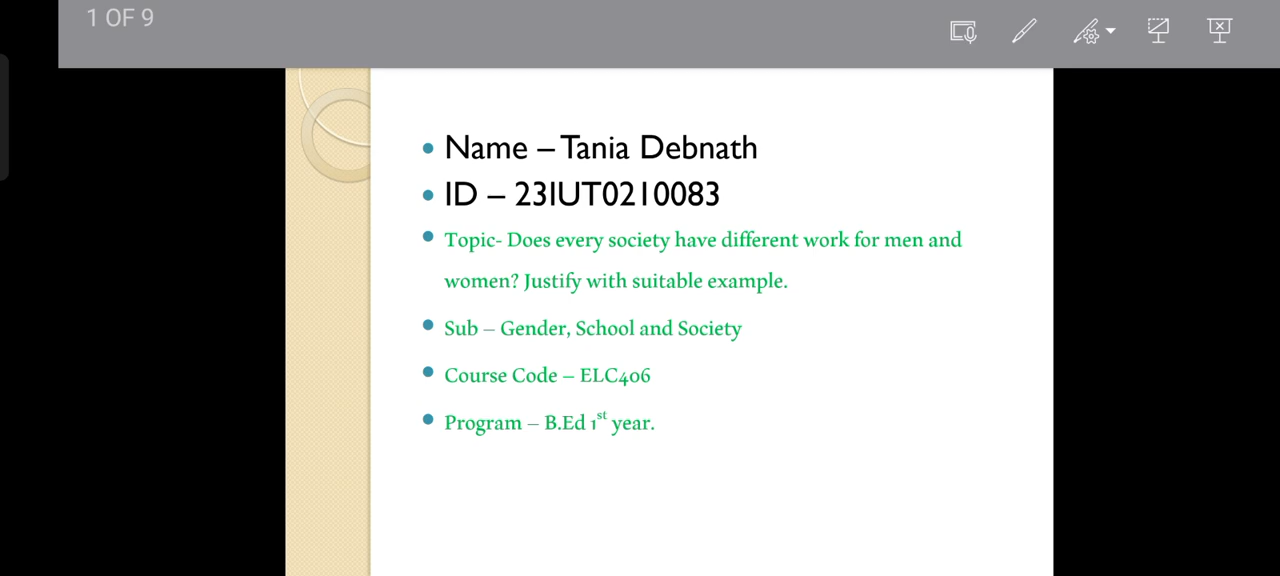 1 OF 9
Name – Tania Debnath
ID – 23IUT0210083
Topic- Does every society have different work for men and
women? Justify with suitable example.
Sub – Gender, School and Society
Course Code – ELC406
Program – B.Ed 1st year.